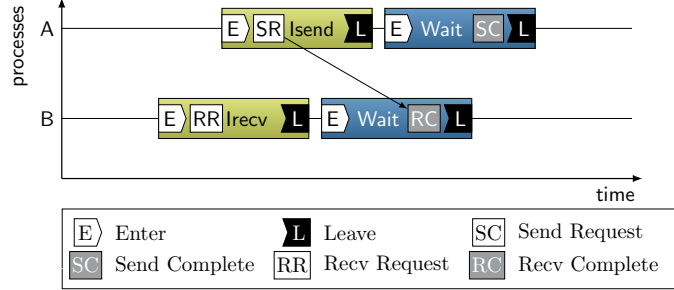 processes
A E SR Isend L E Wait SC L
B E RR Irecv L E Wait RC L
time
E Enter L Leave SC Send Request
SC Send Complete RR Recv Request RC Recv Complete